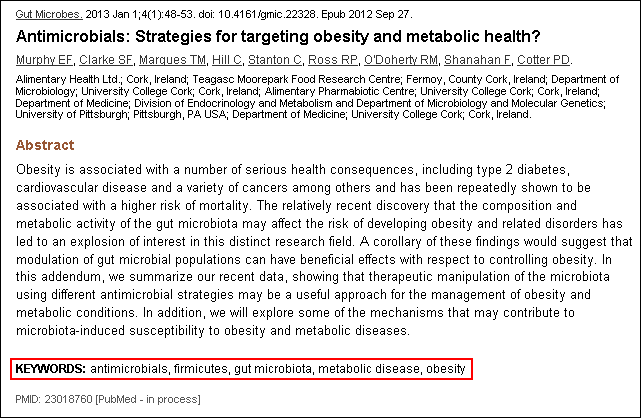 Gut Microbes. 2013 Jan 1;4(1):48-53. doi: 10.4161/gmic.22328. Epub 2012 Sep 27.
Antimicrobials: Strategies for targeting obesity and metabolic health?
Murphy EF, Clarke SF, Marques TM, Hill C, Stanton C, Ross RP, O'Doherty RM, Shanahan F, Cotter PD.
Alimentary Health Ltd.; Cork, Ireland; Teagasc Moorepark Food Research Centre; Fermoy, County Cork, Ireland; Department of
Microbiology; University College Cork; Cork, Ireland; Alimentary Pharmabiotic Centre; University College Cork; Cork, Ireland;
Department of Medicine; Division of Endocrinology and Metabolism and Department of Microbiology and Molecular Genetics;
University of Pittsburgh; Pittsburgh, PA USA; Department of Medicine; University College Cork; Cork, Ireland.
Abstract
Obesity is associated with a number of serious health consequences, including type 2 diabetes,
cardiovascular disease and a variety of cancers among others and has been repeatedly shown to be
associated with a higher risk of mortality. The relatively recent discovery that the composition and
metabolic activity of the gut microbiota may affect the risk of developing obesity and related disorders has
led to an explosion of interest in this distinct research field. A corollary of these findings would suggest that
modulation of gut microbial populations can have beneficial effects with respect to controlling obesity. In
this addendum, we summarize our recent data, showing that therapeutic manipulation of the microbiota
using different antimicrobial strategies may be a useful approach for the management of obesity and
metabolic conditions. In addition, we will explore some of the mechanisms that may contribute to
microbiota-induced susceptibility to obesity and metabolic diseases.
KEYWORDS: antimicrobials, firmicutes, gut microbiota, metabolic disease, obesity
PMID: 23018760 [PubMed - in process]